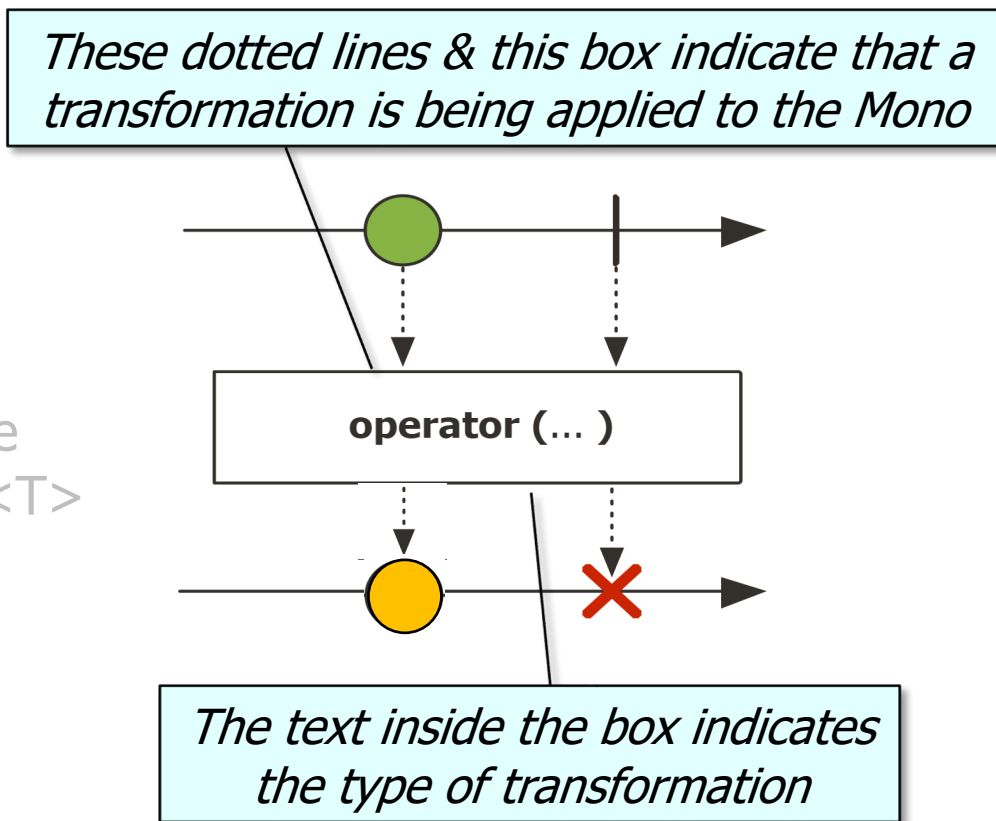 These dotted lines & this box indicate that a
transformation is being applied to the Mono
operator (... )
e
<T>
The text inside the box indicates
the type of transformation